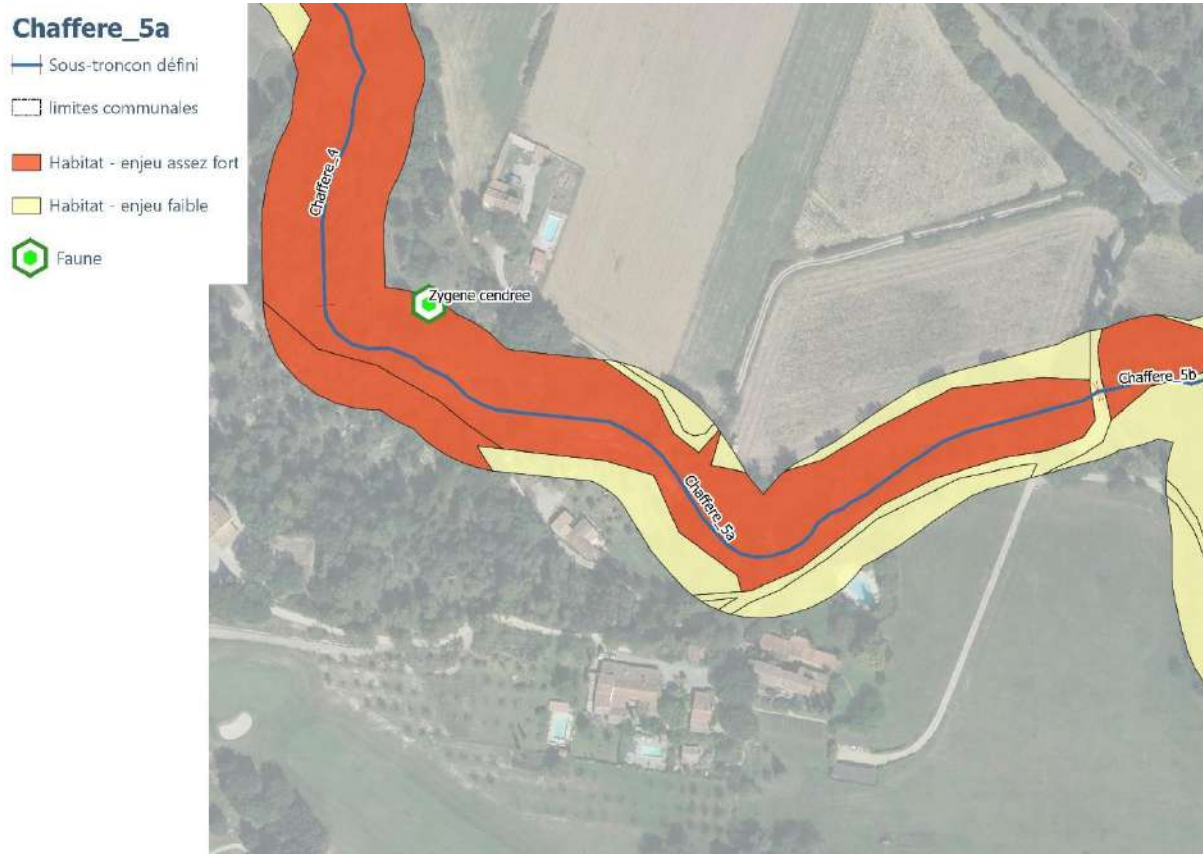 Chaffere_5a
Sous-troncon défini
limites communales
Habitat - enjeu assez fort
Habitat - enjeu faible
Faune
Chaffere_4
Zygene cendree
Chaffere_5b
Chaffere_5a